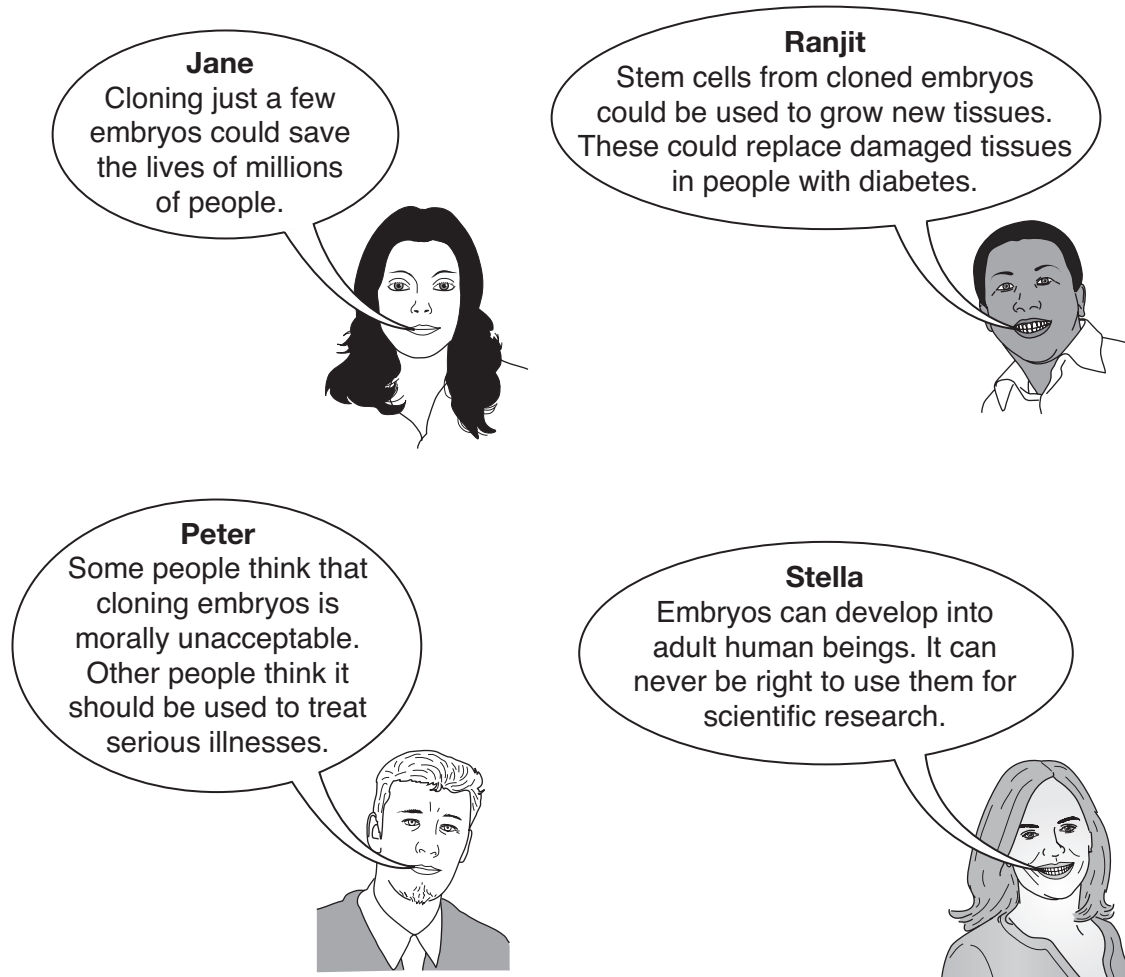 Jane
Cloning just a few
embryos could save
the lives of millions
of people.
Ranjit
Stem cells from cloned embryos
could be used to grow new tissues.
These could replace damaged tissues
in people with diabetes.
Peter
Some people think that
cloning embryos is
morally unacceptable.
Other people think it
should be used to treat
serious illnesses.
Stella
Embryos can develop into
adult human beings. It can
never be right to use them for
scientific research.